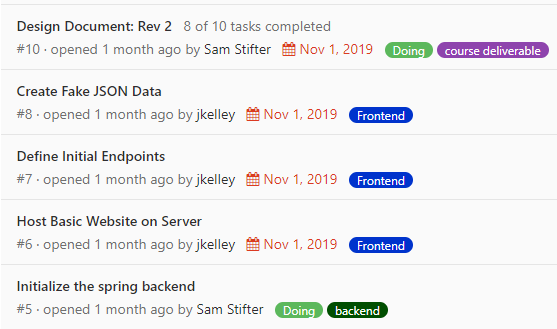 Design Document: Rev 2 8 of 10 tasks completed
#10 · opened 1 month ago by Sam Stifter Nov 1, 2019 Doing course deliverable
Create Fake JSON Data
#8 · opened 1 month ago by jkelley Nov 1, 2019 Frontend
Define Initial Endpoints
#7 · opened 1 month ago by jkelley Nov 1, 2019 Frontend
Host Basic Website on Server
#6 · opened 1 month ago by jkelley Nov 1, 2019 Frontend
Initialize the spring backend
#5 · opened 1 month ago by Sam Stifter Doing backend